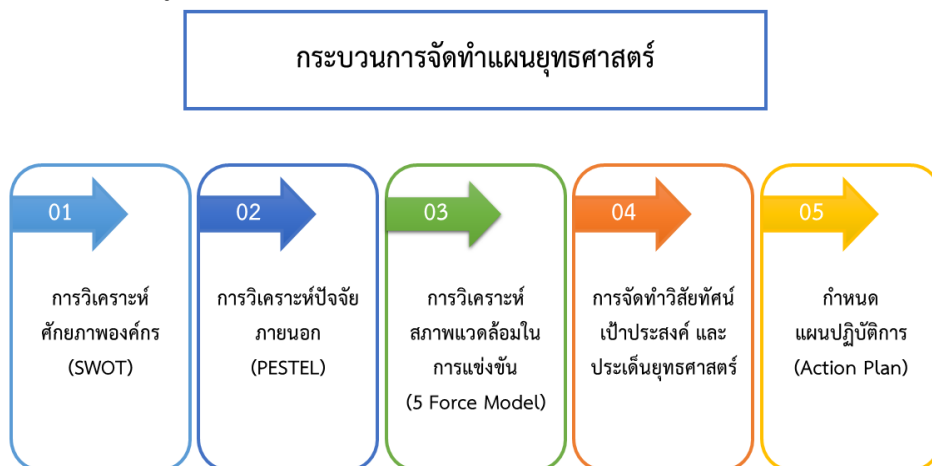 กระบวนการจัดทำแผนยุทธศาสตร์
01
การวิเคราะห์
ศักยภาพองค์กร
(SWOT)
02
การวิเคราะห์ปัจจัย
ภายนอก
(PESTEL)
03
การวิเคราะห์
สภาพแวดล้อมใน
การแข่งขัน
(5 Force Model)
04
การจัดทำวิสัยทัศน์
เป้าประสงค์ และ
ประเด็นยุทธศาสตร์
05
กำหนด
แผนปฏิบัติการ
(Action Plan)